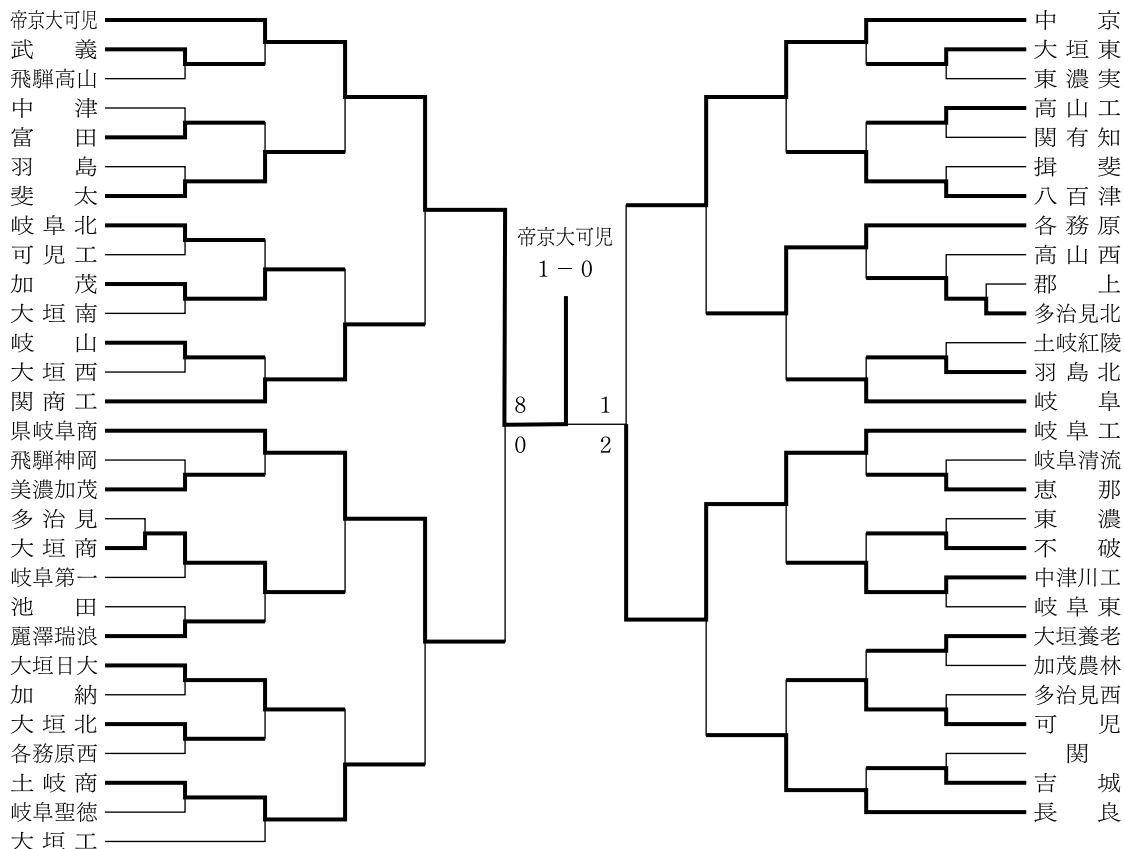 帝京大可児
武義
飛騨高山
中津
富田
羽島
斐太
岐阜北
可児工
加茂
大垣南
岐山
大垣西
関商工
県岐阜商
飛騨神岡
美濃加茂
多治見
大垣商
岐阜第一
池田
麗澤瑞浪
大垣日大
加納
大垣北
各務原西
土岐商
岐阜聖徳
大垣工
帝京大可児
1－0
8
0
1
2
中京
大垣東
東濃実
高山工
関有知
揖斐
八百津
各務原
高山西
郡上
多治見北
土岐紅陵
羽島北
岐阜
岐阜工
岐阜清流
恵那
東濃
不破
中津川工
岐阜東
大垣養老
加茂農林
多治見西
可児
関
吉城
長良